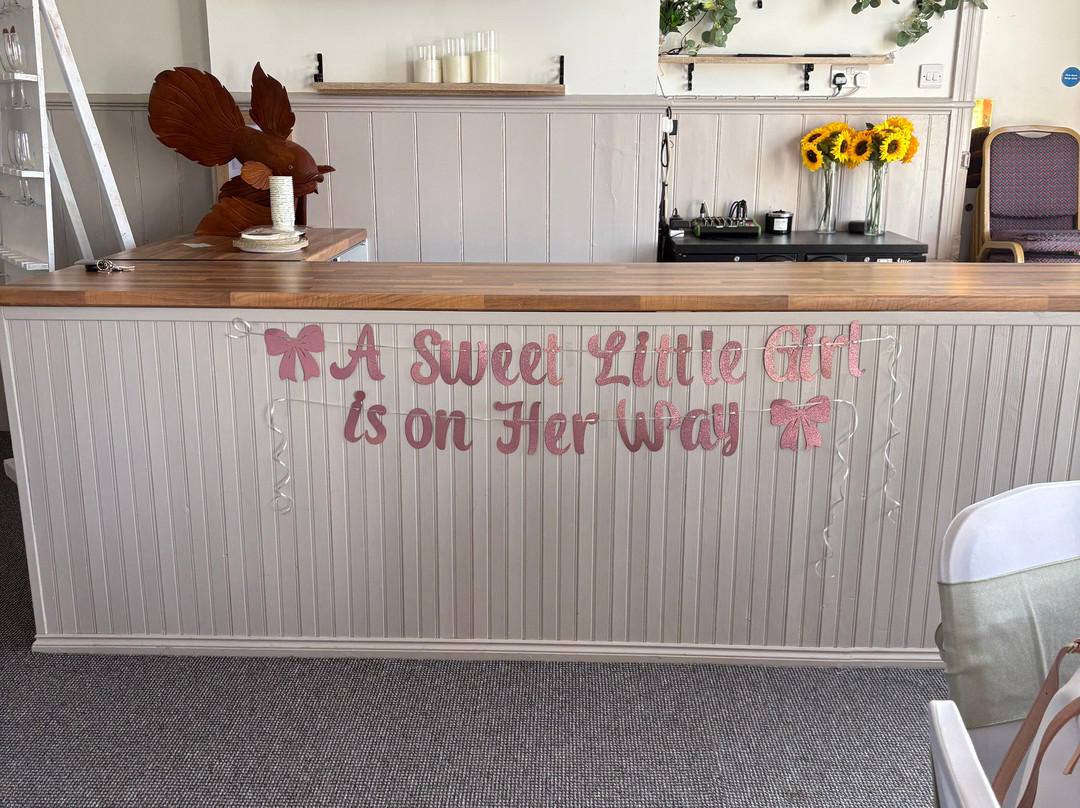 A Sweet Little Girl
is on Her Way